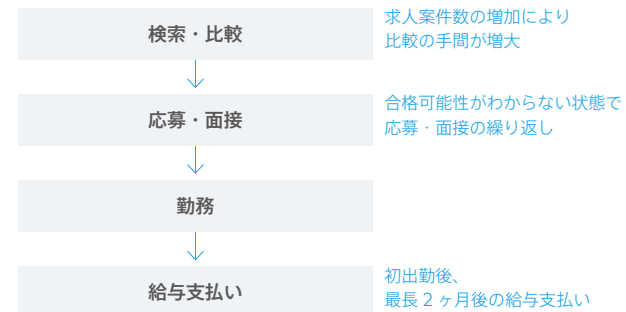 検索・比較
求人案件数の増加により
比較の手間が増大
応募・面接
合格可能性がわからない状態で
応募・面接の繰り返し
勤務
給与支払い
初出勤後、
最長２ヶ月後の給与支払い